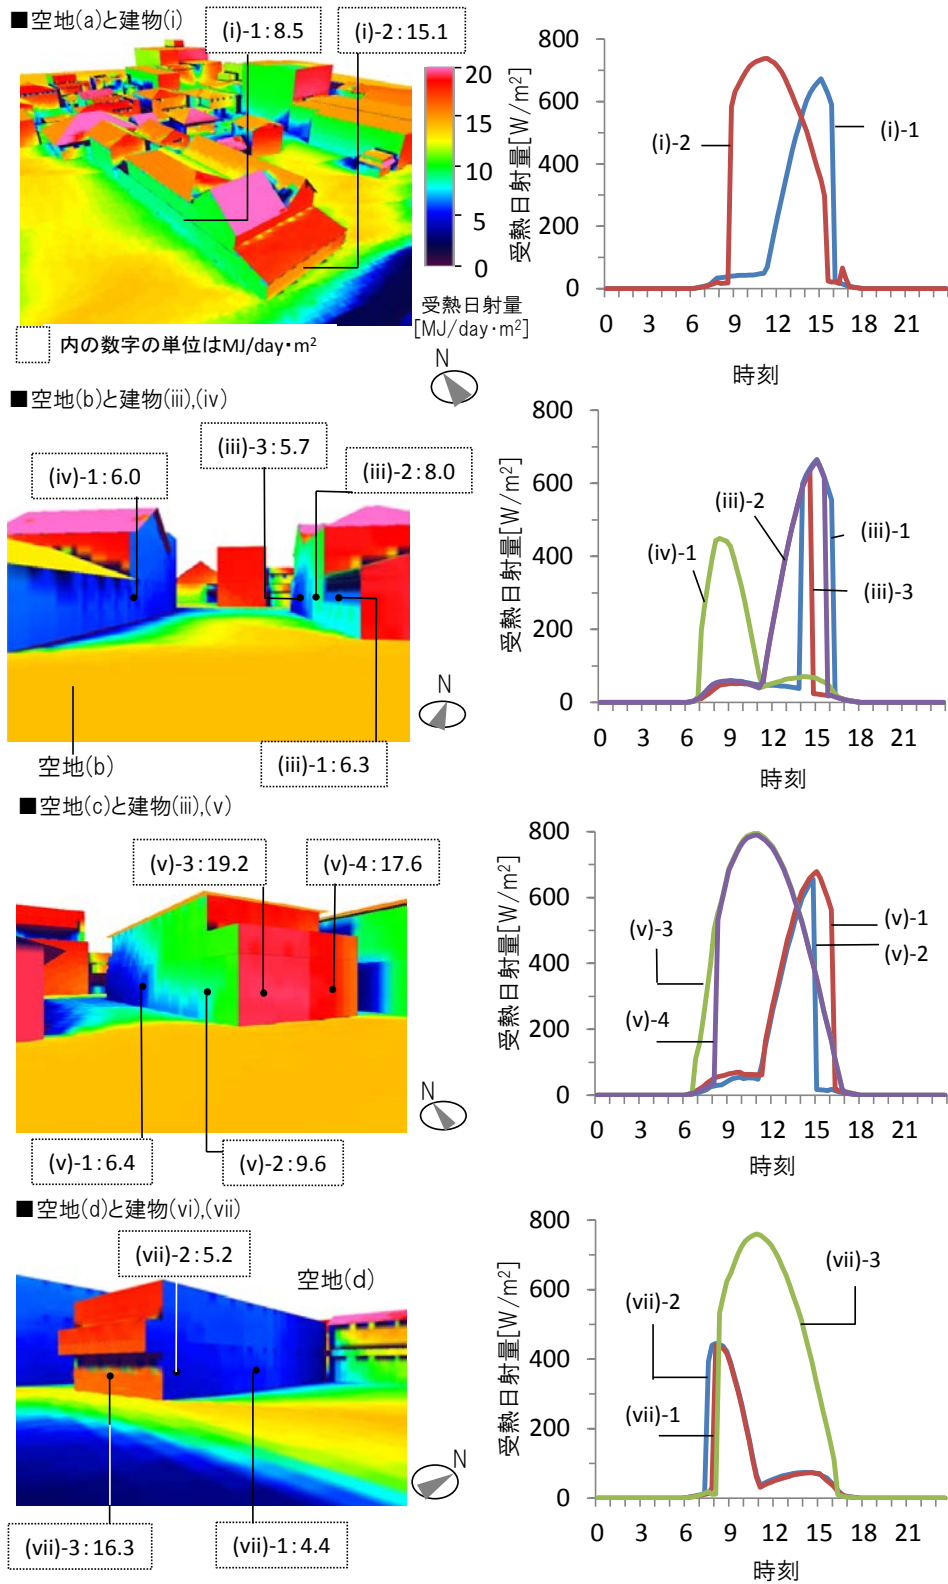 ■空地(a)と建物(i)
(i)-1:8.5
(i)-2:15.1
20
15
10
5
0
受熱日射量
[MJ/day・m²]
内の数字の単位はMJ/day・m²
N
受熱日射量[W/m²]
800
600
400
200
0
(i)-2
(i)-1
0 3 6 9 12 15 18 21
時刻
■空地(b)と建物(iii),(iv)
(iv)-1:6.0
(iii)-3:5.7
(iii)-2:8.0
空地(b)
(iii)-1:6.3
N
受熱日射量[W/m²]
800
600
400
200
0
(iv)-1
(iii)-2
(iii)-1
(iii)-3
0 3 6 9 12 15 18 21
時刻
■空地(c)と建物(iii),(v)
(v)-3:19.2
(v)-4:17.6
(v)-1:6.4
(v)-2:9.6
N
受熱日射量[W/m²]
800
600
400
200
0
(v)-3
(v)-4
(v)-1
(v)-2
0 3 6 9 12 15 18 21
時刻
■空地(d)と建物(vi),(vii)
(vii)-2:5.2
空地(d)
(vii)-3:16.3
(vii)-1:4.4
N
受熱日射量[W/m²]
800
600
400
200
0
(vii)-2
(vii)-1
(vii)-3
0 3 6 9 12 15 18 21
時刻